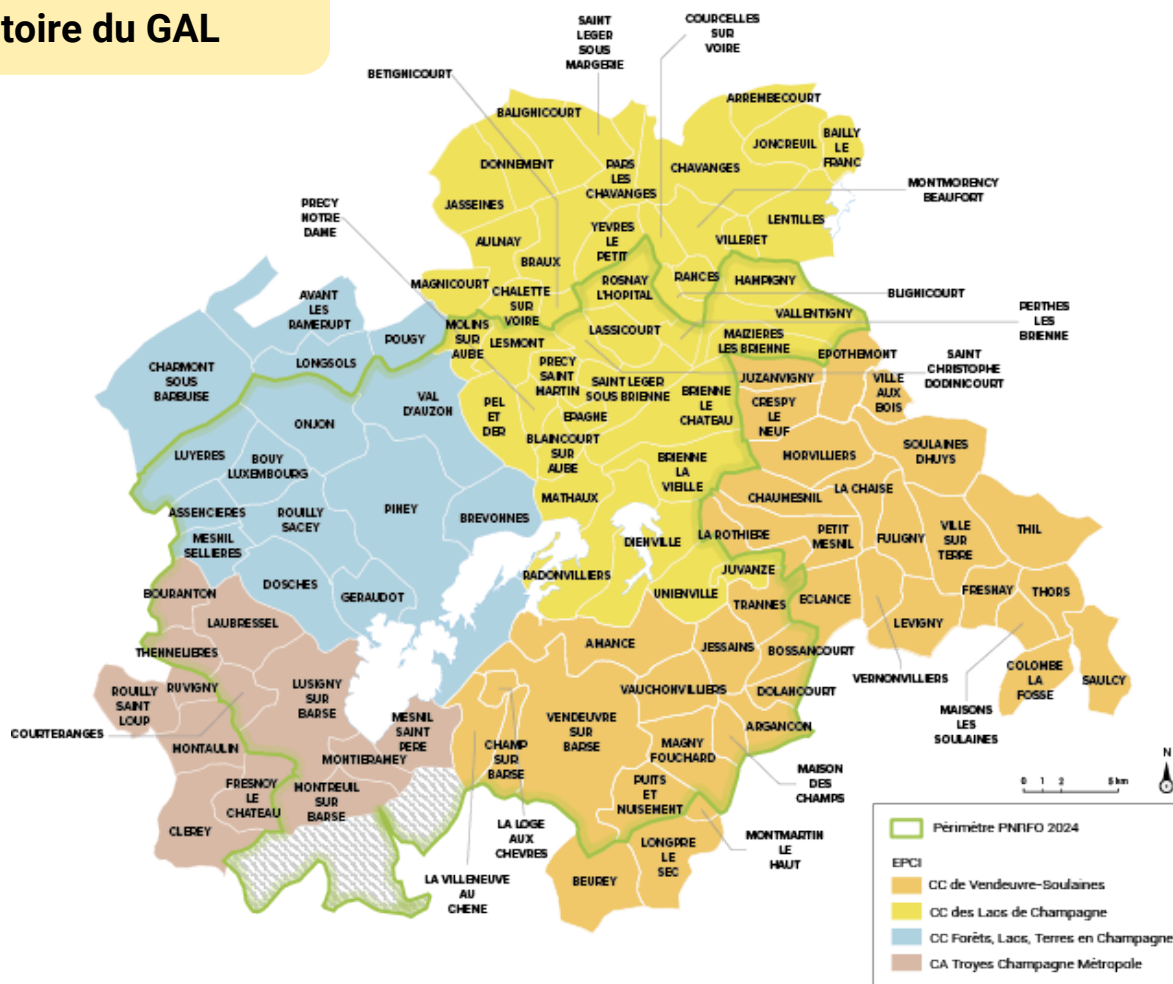 toire du GAL
SAINT
LEGER
SOUS
MARGERIE
COURCELLES
SUR
VOIRE
BETIGNICOURT
ARREMBECOURT
BALIGNICOURT
JONCREUIL
BAILLY
LE
FRANC
DONNEMENT
PARS
LES
CHAVANGES
CHAVANGES
MONTMORENCY
BEAUFORT
PRECY
NOTRE
DAME
JASSEINES
LENTILLES
YEVRES
LE
PETIT
AULNAY
VILLERET
BRAUX
MAGNICOURT
CHALETTE
SUR
VOIRE
ROSNAY
L'HOPITAL
RANCES
HAMPIGNY
BLIGNICOURT
AVANT
LES
RAMERUPT
VALLENTIGNY
PERTHES
LES
BRIENNE
MOLINS
SUR
AUBE
LESMONT
LASSICOURT
MAIZIERES
LES BRIENNE
POUGY
LONGSOLS
CHARMONT
SOUS
BARBUISE
EPOTHEMONT
SAINT
CHRISTOPHE
DODINICOURT
PRECY
SAINT
MARTIN
SAINT LEGER
SOUS BRIENNE
JUZANVIGNY
VILLE
AUX
BOIS
VAL
D'AUZON
PEL
ET
DER
BRIENNE
LE
CHATEAU
CRESPY
LE
NEUF
EPAGNE
ONJON
BLAINCOURT
SUR
AUBE
SOULAINES
DHUYS
LUYERES
BOUY
LUXEMBOURG
BRIENNE
LA
VIEILLE
MORVILLIERS
LA CHAISE
CHAUMESNIL
MATHAUX
ASSENCIERES
ROUILLY
SACEY
PINEY
BREVONNES
MESNIL
SELLIERES
DIENVILLE
LA ROTHIERE
PETIT
MESNIL
FULIGNY
VILLE
SUR
TERRE
THIL
RADONVILLIERS
JUVANZE
DOSCHES
GERAUDOT
BOURANTON
UNIENVILLE
TRANNES
ECLANCE
FRESNAY
THORS
LAUBRESSEL
LEVIGNY
AMANCE
JESSAINS
BOSSANCOURT
THENNELIERES
COLOMBE
LA
FOSSE
SAULCY
VERNONVILLIERS
ROUILLY
SAINT
LOUP
RUVIGNY
LUSIGNY
SUR
BARSE
VAUCHONVILLIERS
DOLANCOURT
MAISONS
LES
SOULAINES
COURTERANGES
MESNIL
SAINT
PERE
VENDEUVRE
SUR
BARSE
ARGANCON
MONTAULIN
MONTIERAMEY
CHAMP
SUR
BARSE
MAGNY
FOUCHARD
MAISON
DES
CHAMPS
FRESNOY
LE
CHATEAU
MONTREUIL
SUR
BARSE
PUITS
ET
NUISEMENT
CLEREY
LA LOGE
AUX
CHEVRES
LONGPRE
LE
SEC
MONTMARTIN
LE
HAUT
LA VILLENEUVE
AU
CHENE
BEUREY
N
0 1 2 5 km
Périmètre PNRFO 2024
EPCI
CC de Vendeuvre-Soulaines
CC des Lacs de Champagne
CC Forêts, Lacs, Terres en Champagne
CA Troyes Champagne Métropole